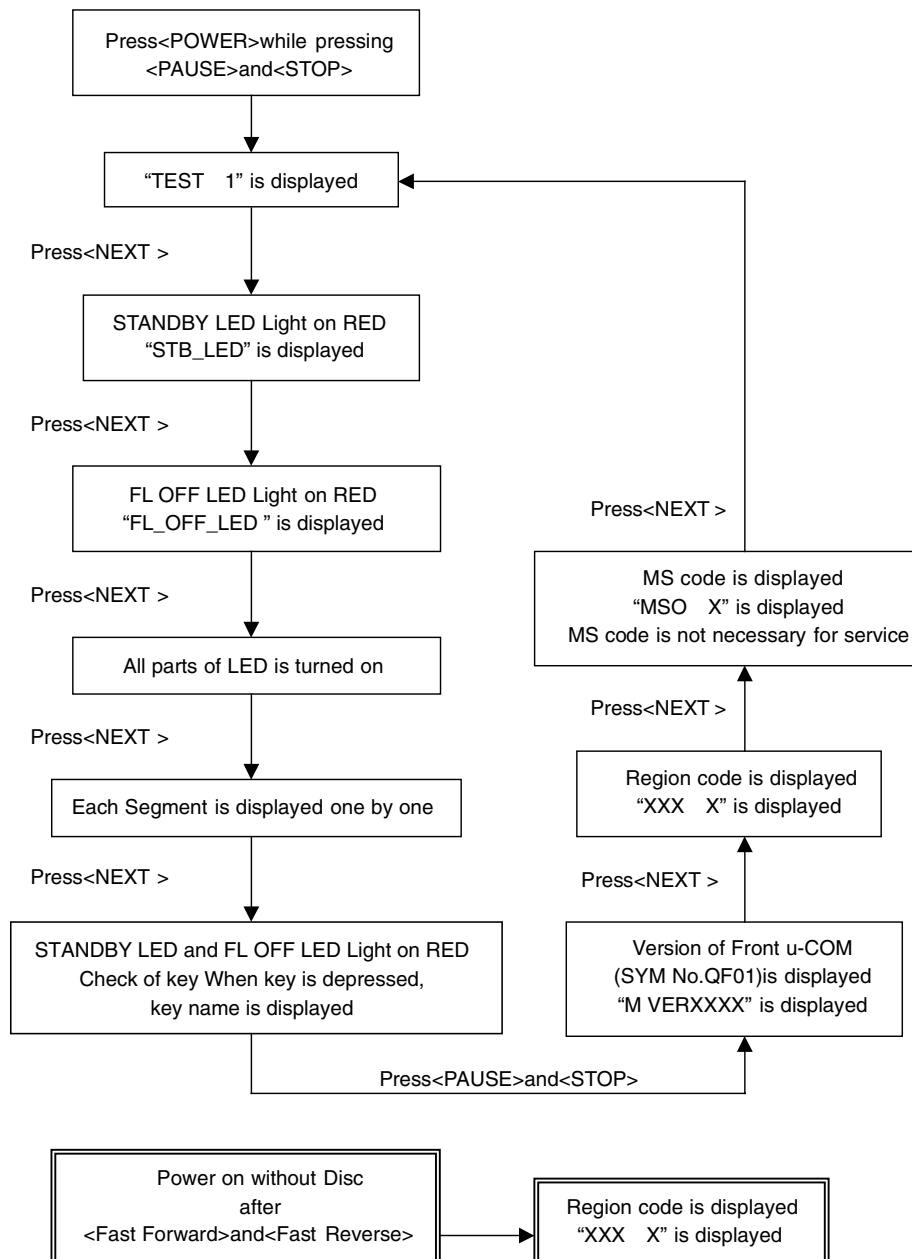 Press<POWER>while pressing
<PAUSE>and<STOP>
“TEST 1” is displayed
Press<NEXT >
STANDBY LED Light on RED
“STB_LED” is displayed
Press<NEXT >
FL OFF LED Light on RED
“FL_OFF_LED ” is displayed
Press<NEXT >
All parts of LED is turned on
Press<NEXT >
Each Segment is displayed one by one
Press<NEXT >
STANDBY LED and FL OFF LED Light on RED
Check of key When key is depressed,
key name is displayed
Press<PAUSE>and<STOP>
Version of Front u-COM
(SYM No.QF01)is displayed
“M VERXXXX” is displayed
Press<NEXT >
Region code is displayed
“XXX X” is displayed
Press<NEXT >
MS code is displayed
“MSO X” is displayed
MS code is not necessary for service
Press<NEXT >
Power on without Disc
after
<Fast Forward>and<Fast Reverse>
Region code is displayed
“XXX X” is displayed